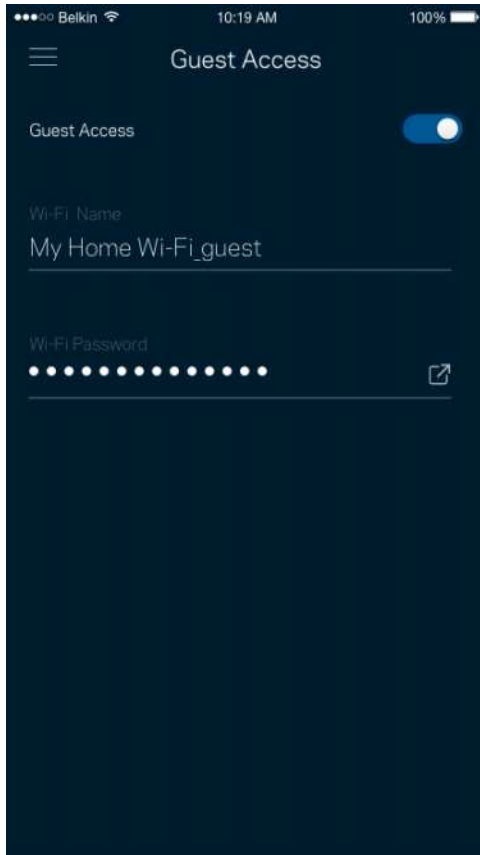 Belkin 10:19 AM 100%
Guest Access
Guest Access
Wi-Fi Name
My Home Wi-Fi_guest
Wi-Fi Password
●●●●●●●●●●●●●●